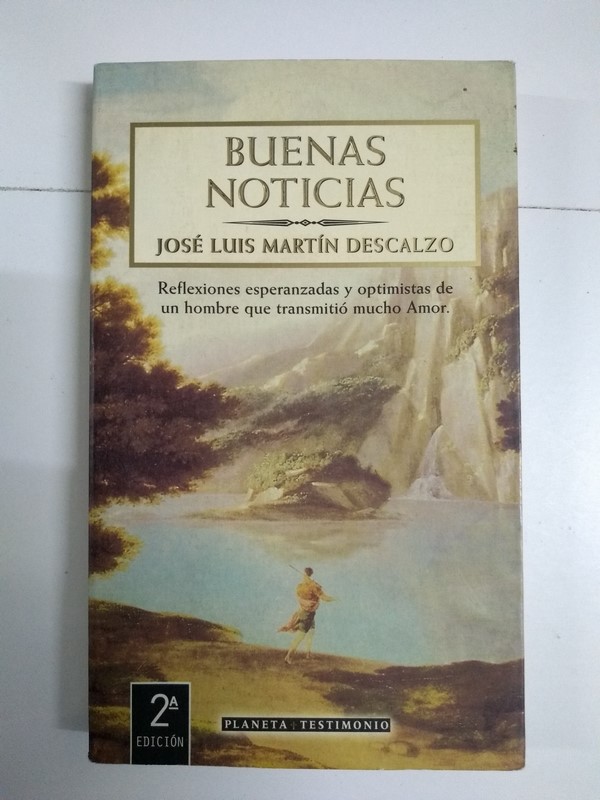 BUENAS
NOTICIAS
JOSÉ LUIS MARTÍN DESCALZO
Reflexiones esperanzadas y optimistas de
un hombre que transmitió mucho Amor.
2ª
EDICIÓN
PLANETA + TESTIMONIO